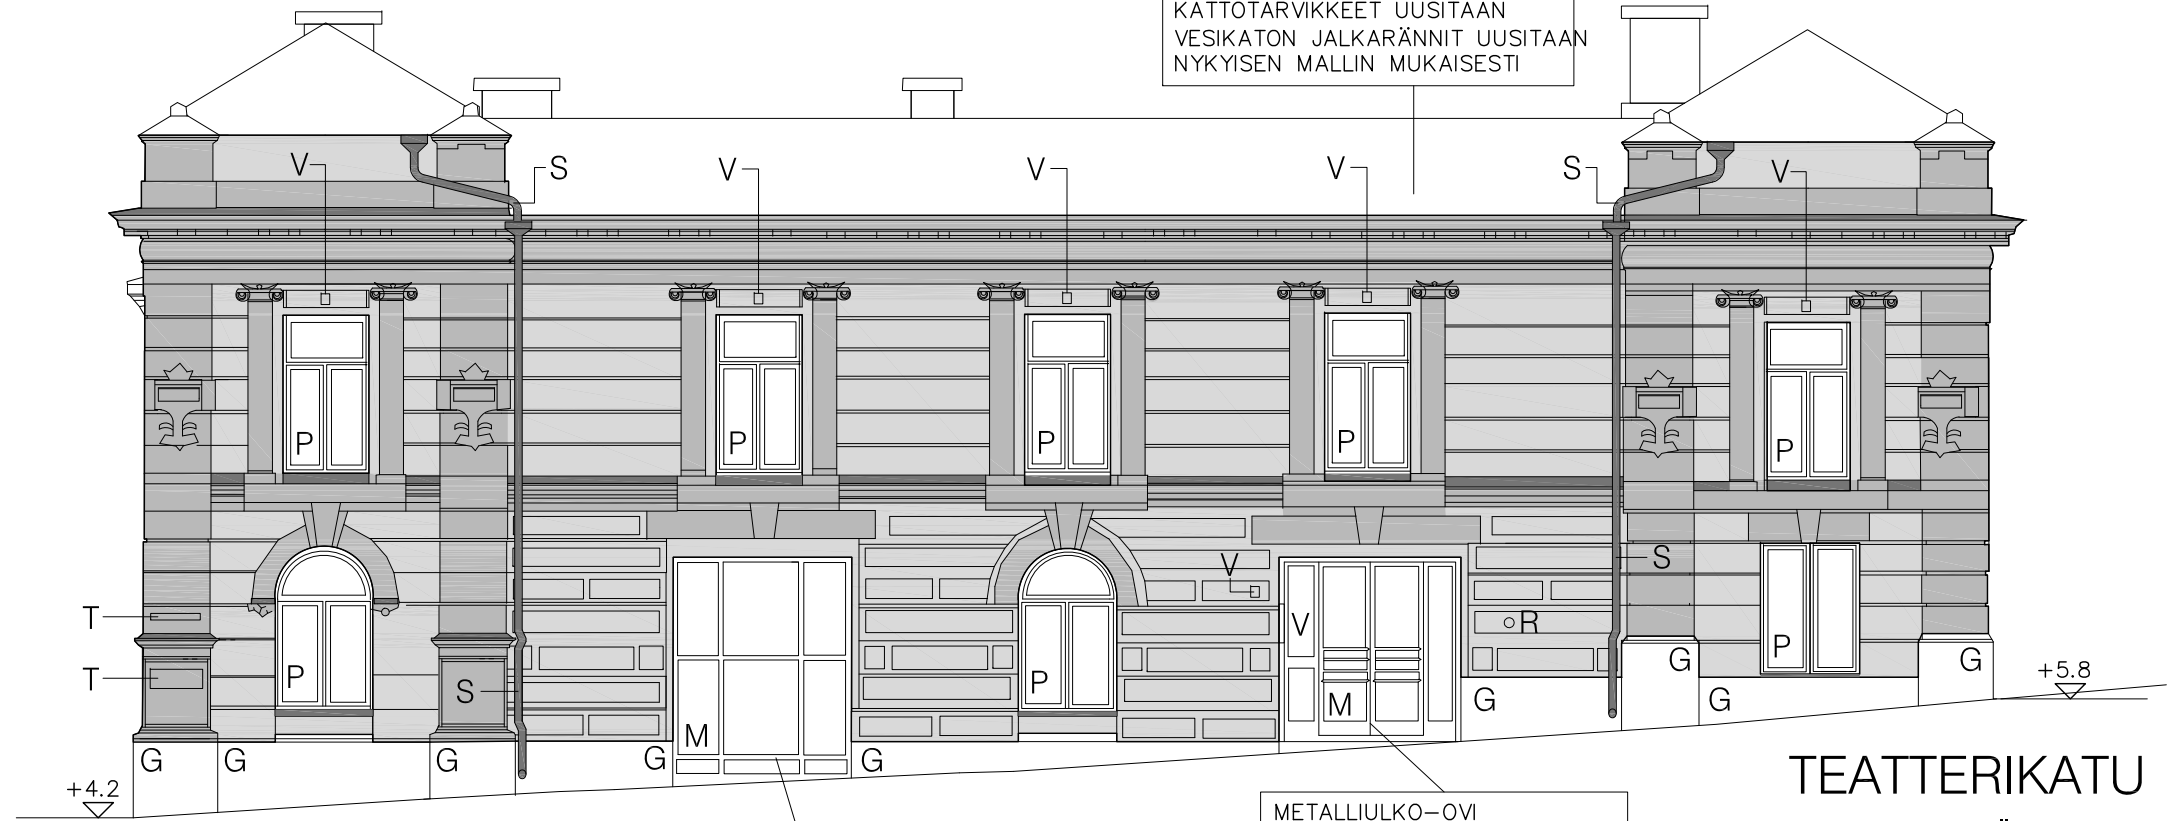 KATTOTARVIKKEET UUSITAAN
VESIKATON JALKARÄNNIT UUSITAAN
NYKYISEN MALLIN MUKAISESTI
V S V V V S V
P P P P P
V S
T V R
T P S P M M P G G +5.8
G G
G G G M G G
+4.2
TEATTERIKATU
METALLIULKO-OVI